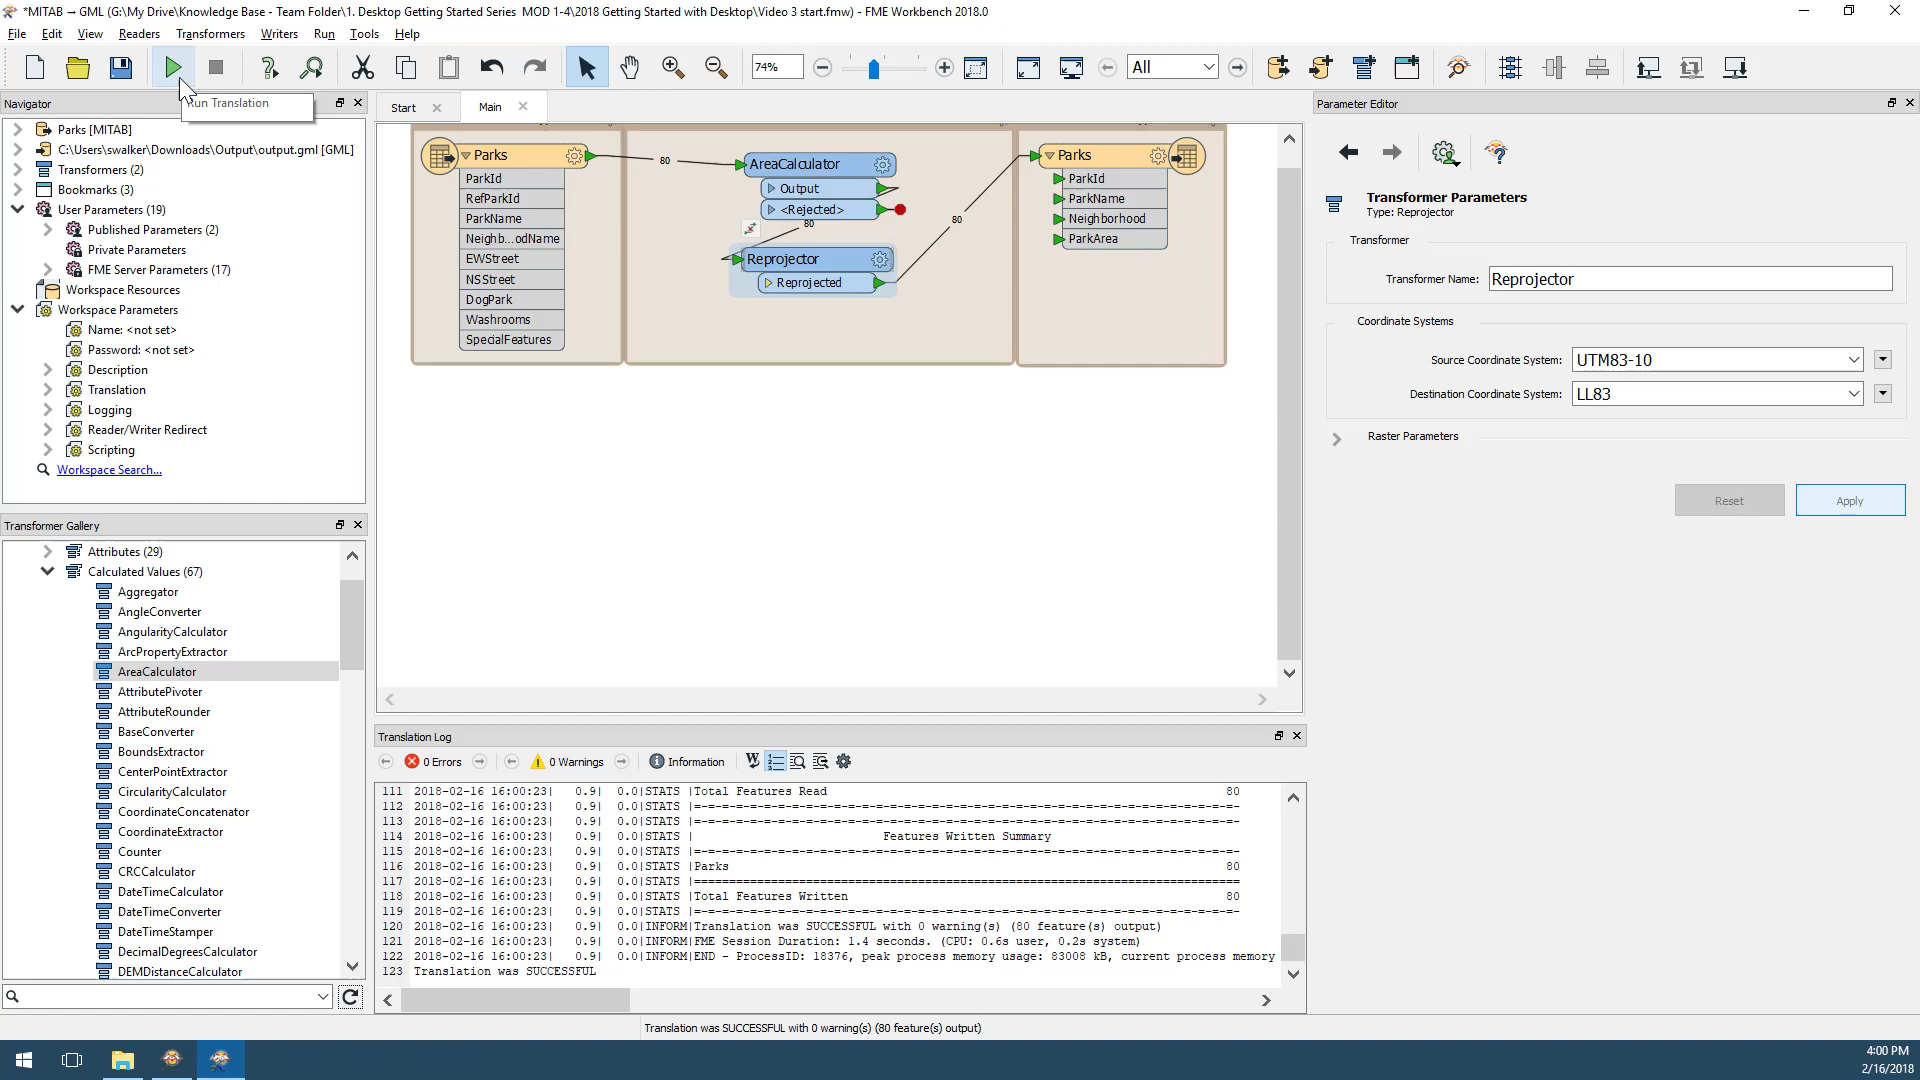 *MITAB → GML (G:\My Drive\Knowledge Base - Team Folder\1. Desktop Getting Started Series  MOD 1-4\2018 Getting Started with Desktop\Video 3 start.fmw) - FME Workbench 2018.0
File Edit View Readers Transformers Writers Run Tools Help
74%
All
Run Translation
Navigator
Parks [MITAB]
C:\Users\swalker\Downloads\Output\output.gml [GML]
Transformers (2)
Bookmarks (3)
User Parameters (19)
Published Parameters (2)
Private Parameters
FME Server Parameters (17)
Workspace Resources
Workspace Parameters
Name: <not set>
Password: <not set>
Description
Translation
Logging
Reader/Writer Redirect
Scripting
Workspace Search...
Transformer Gallery
Attributes (29)
Calculated Values (67)
Aggregator
AngleConverter
AngularityCalculator
ArcPropertyExtractor
AreaCalculator
AttributePivoter
AttributeRounder
BaseConverter
BoundsExtractor
CenterPointExtractor
CircularityCalculator
CoordinateConcatenator
CoordinateExtractor
Counter
CRCCalculator
DateTimeCalculator
DateTimeConverter
DateTimeStamper
DecimalDegreesCalculator
DEMDistanceCalculator
Start
Main
Parks
ParkId
RefParkId
ParkName
Neighb...odName
EWStreet
NSStreet
DogPark
Washrooms
SpecialFeatures
80
AreaCalculator
Output
<Rejected>
80
Reprojector
Reprojected
80
Parks
ParkId
ParkName
Neighborhood
ParkArea
Translation Log
0 Errors
0 Warnings
Information
111 2018-02-16 16:00:23|   0.9|  0.0|STATS |Total Features Read 80
112 2018-02-16 16:00:23|   0.9|  0.0|STATS |=-=-=-=-=-=-=-=-=-=-=-=-=-=-=-=-=-=-=-=-=-=-=-=-=-=-=-=-=-=-=-=-=-=-=-=-=-
113 2018-02-16 16:00:23|   0.9|  0.0|STATS |=-=-=-=-=-=-=-=-=-=-=-=-=-=-=-=-=-=-=-=-=-=-=-=-=-=-=-=-=-=-=-=-=-=-=-=-=-
114 2018-02-16 16:00:23|   0.9|  0.0|STATS | Features Written Summary
115 2018-02-16 16:00:23|   0.9|  0.0|STATS |=-=-=-=-=-=-=-=-=-=-=-=-=-=-=-=-=-=-=-=-=-=-=-=-=-=-=-=-=-=-=-=-=-=-=-=-=-
116 2018-02-16 16:00:23|   0.9|  0.0|STATS |Parks 80
117 2018-02-16 16:00:23|   0.9|  0.0|STATS |==========================================================================
118 2018-02-16 16:00:23|   0.9|  0.0|STATS |Total Features Written 80
119 2018-02-16 16:00:23|   0.9|  0.0|STATS |=-=-=-=-=-=-=-=-=-=-=-=-=-=-=-=-=-=-=-=-=-=-=-=-=-=-=-=-=-=-=-=-=-=-=-=-=-
120 2018-02-16 16:00:23|   0.9|  0.0|INFORM|Translation was SUCCESSFUL with 0 warning(s) (80 feature(s) output)
121 2018-02-16 16:00:23|   0.9|  0.0|INFORM|FME Session Duration: 1.4 seconds. (CPU: 0.6s user, 0.2s system)
122 2018-02-16 16:00:23|   0.9|  0.0|INFORM|END - ProcessID: 18376, peak process memory usage: 83008 kB, current process memory
123 Translation was SUCCESSFUL
Translation was SUCCESSFUL with 0 warning(s) (80 feature(s) output)
Parameter Editor
Transformer Parameters
Type: Reprojector
Transformer
Transformer Name: Reprojector
Coordinate Systems
Source Coordinate System: UTM83-10
Destination Coordinate System: LL83
Raster Parameters
Reset
Apply
4:00 PM
2/16/2018